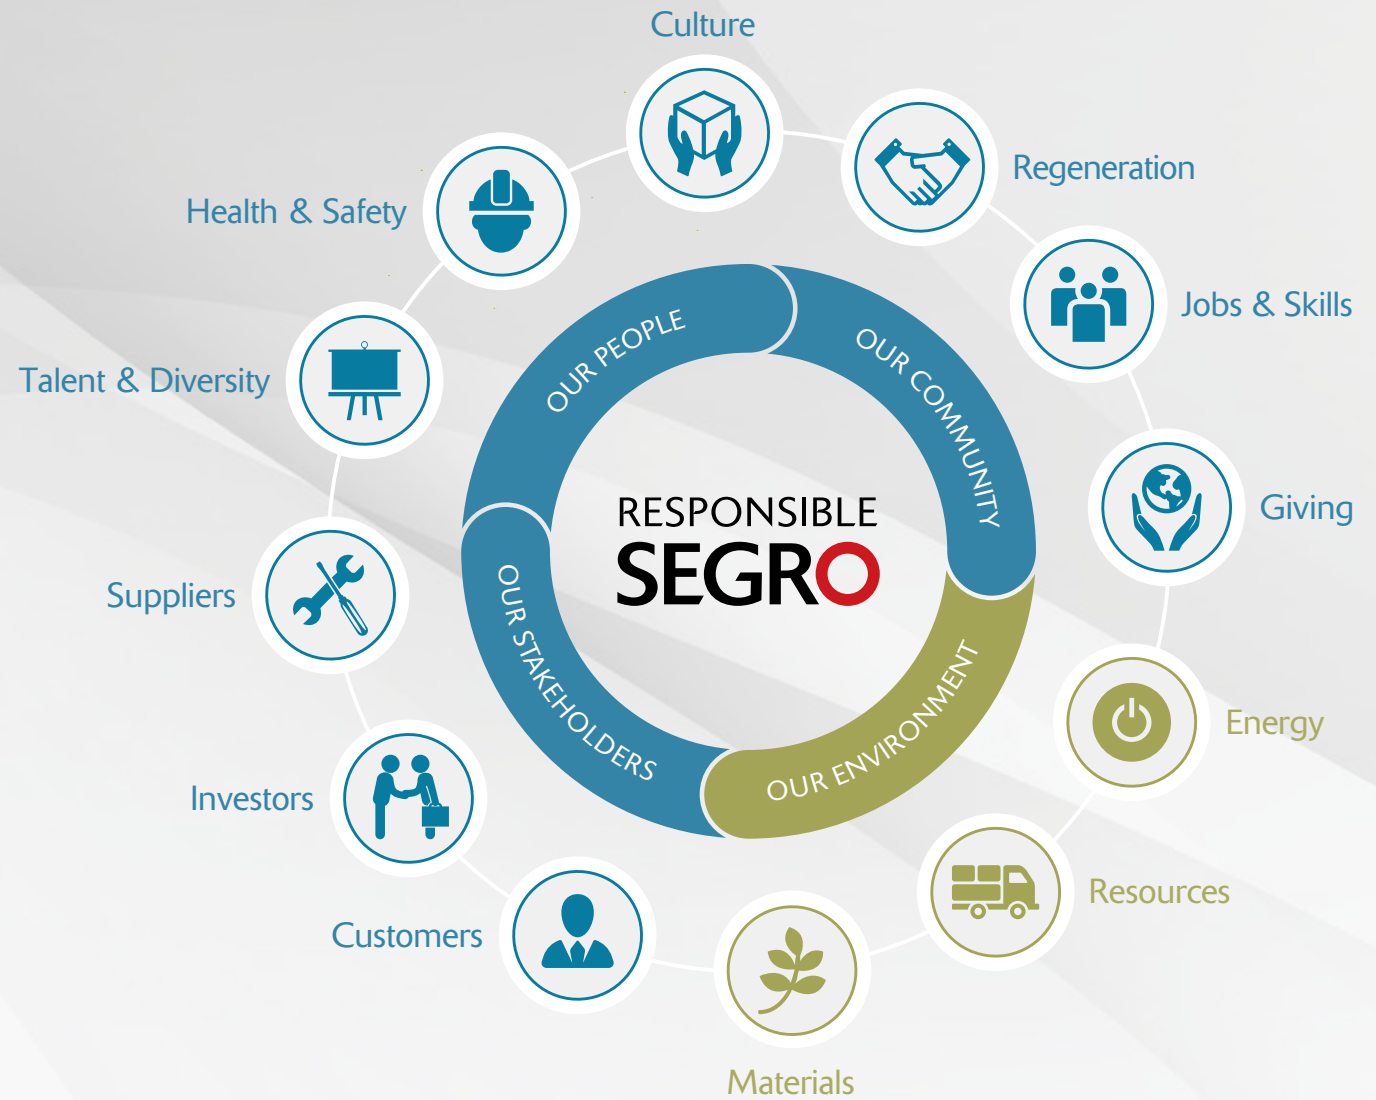 Culture
Regeneration
Health & Safety
Jobs & Skills
Talent & Diversity
Giving
Suppliers
Energy
Investors
Resources
Customers
Materials
OUR PEOPLE
OUR COMMUNITY
OUR STAKEHOLDERS
OUR ENVIRONMENT
RESPONSIBLE
SEGRO